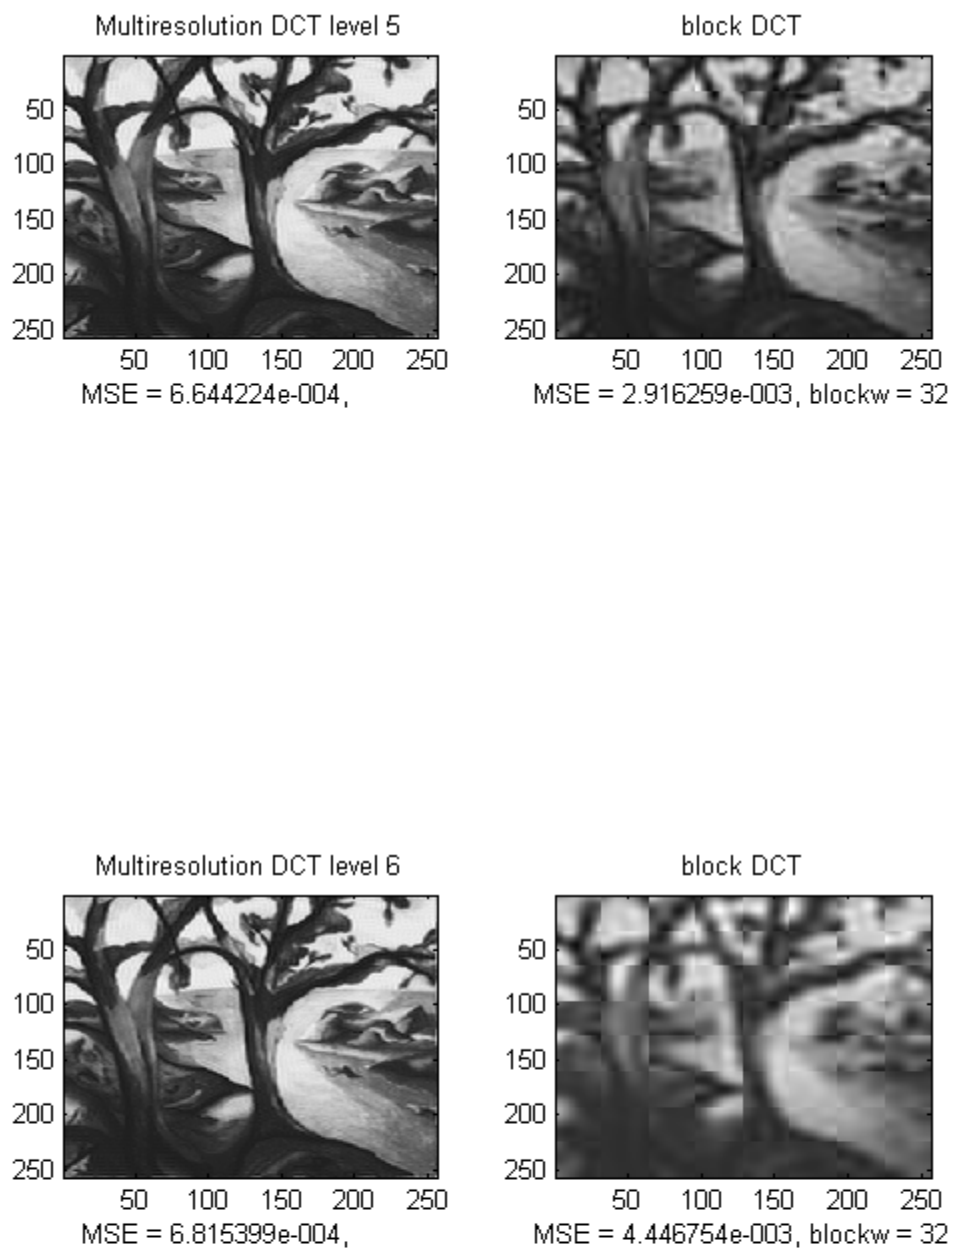 Multiresolution DCT level 5
block DCT
50
100
150
200
250
50 100 150 200 250
MSE = 6.644224e-004,
50
100
150
200
250
50 100 150 200 250
MSE = 2.916259e-003, blockw = 32
Multiresolution DCT level 6
block DCT
50
100
150
200
250
50 100 150 200 250
MSE = 6.815399e-004,
50
100
150
200
250
50 100 150 200 250
MSE = 4.446754e-003, blockw = 32